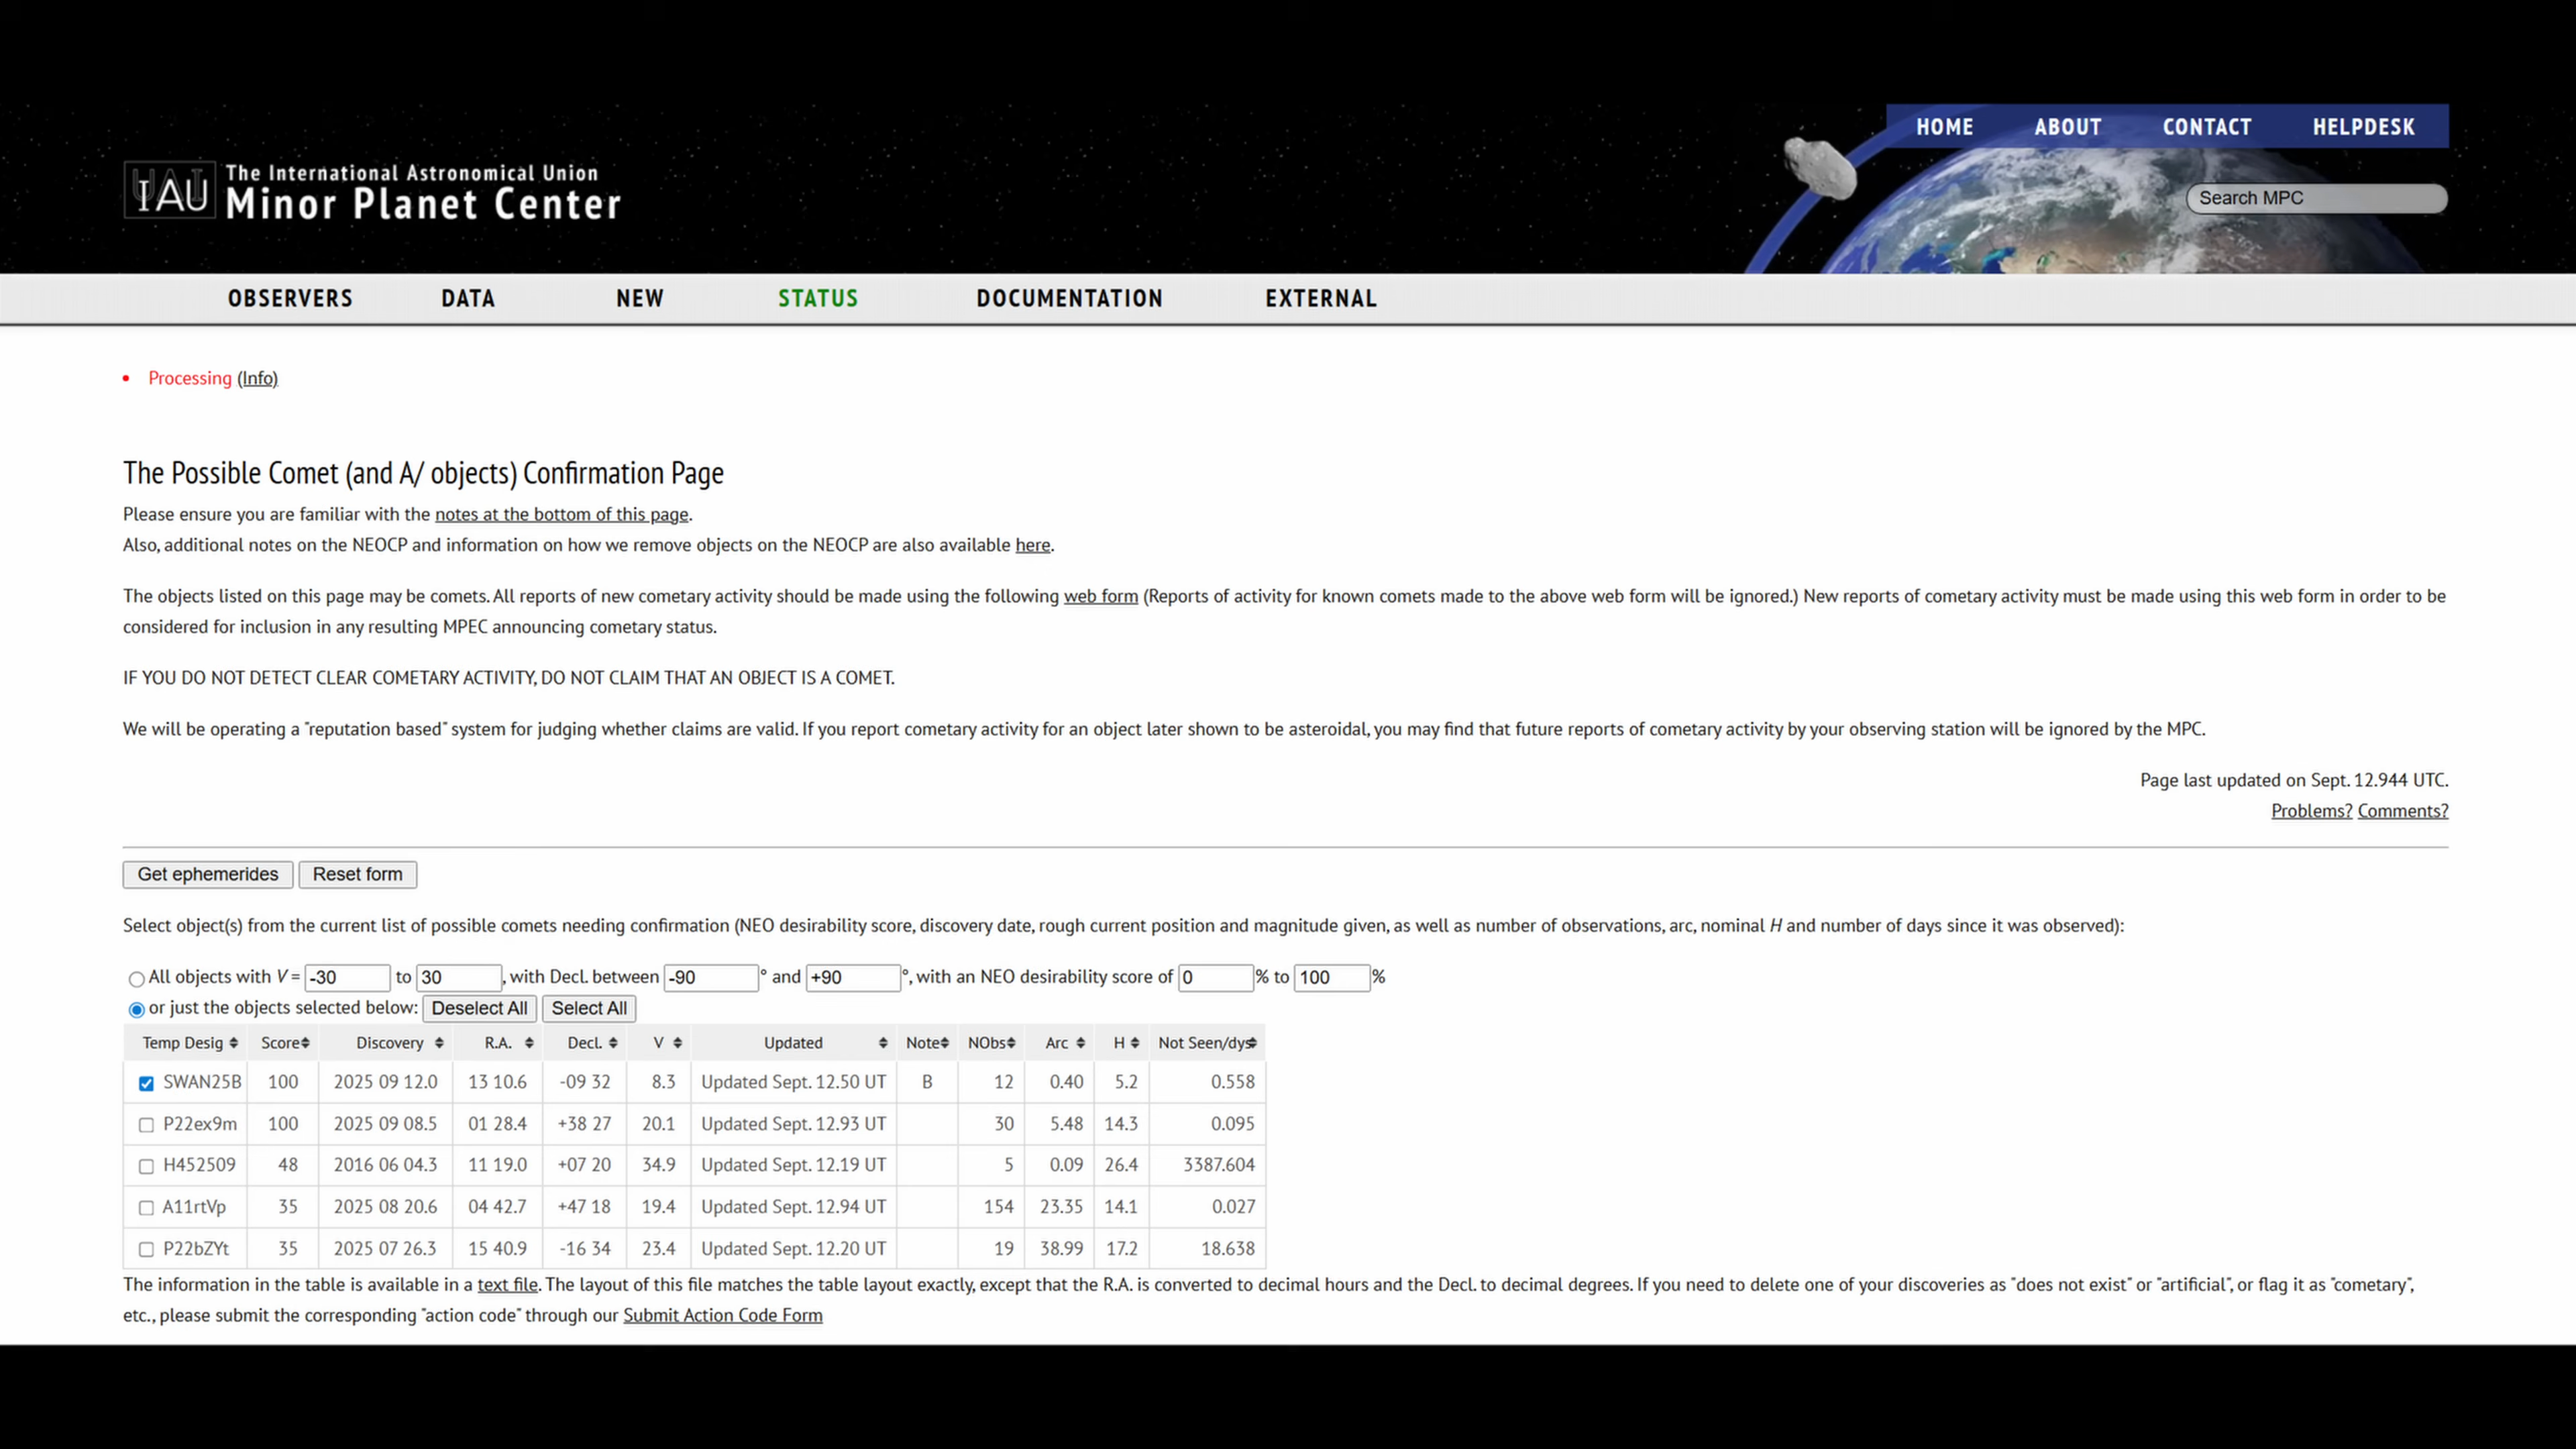 HOME ABOUT CONTACT HELPDESK
IAU
The International Astronomical Union
Minor Planet Center
Search MPC
OBSERVERS DATA NEW STATUS DOCUMENTATION EXTERNAL
• Processing (Info)
The Possible Comet (and A/ objects) Confirmation Page
Please ensure you are familiar with the notes at the bottom of this page.
Also, additional notes on the NEOCP and information on how we remove objects on the NEOCP are also available here.
The objects listed on this page may be comets. All reports of new cometary activity should be made using the following web form (Reports of activity for known comets made to the above web form will be ignored.) New reports of cometary activity must be made using this web form in order to be
considered for inclusion in any resulting MPEC announcing cometary status.
IF YOU DO NOT DETECT CLEAR COMETARY ACTIVITY, DO NOT CLAIM THAT AN OBJECT IS A COMET.
We will be operating a "reputation based" system for judging whether claims are valid. If you report cometary activity for an object later shown to be asteroidal, you may find that future reports of cometary activity by your observing station will be ignored by the MPC.
Page last updated on Sept. 12.944 UTC.
Problems? Comments?
Get ephemerides Reset form
Select object(s) from the current list of possible comets needing confirmation (NEO desirability score, discovery date, rough current position and magnitude given, as well as number of observations, arc, nominal H and number of days since it was observed):
All objects with V = -30 to 30 , with Decl. between -90 ° and +90 °, with an NEO desirability score of 0 % to 100 %
or just the objects selected below: Deselect All Select All
Temp Desig Score Discovery R.A. Decl. V Updated Note NObs Arc H Not Seen/dys
SWAN25B 100 2025 09 12.0 13 10.6 -09 32 8.3 Updated Sept. 12.50 UT B 12 0.40 5.2 0.558
P22ex9m 100 2025 09 08.5 01 28.4 +38 27 20.1 Updated Sept. 12.93 UT 30 5.48 14.3 0.095
H452509 48 2016 06 04.3 11 19.0 +07 20 34.9 Updated Sept. 12.19 UT 5 0.09 26.4 3387.604
A11rtVp 35 2025 08 20.6 04 42.7 +47 18 19.4 Updated Sept. 12.94 UT 154 23.35 14.1 0.027
P22bZYt 35 2025 07 26.3 15 40.9 -16 34 23.4 Updated Sept. 12.20 UT 19 38.99 17.2 18.638
The information in the table is available in a text file. The layout of this file matches the table layout exactly, except that the R.A. is converted to decimal hours and the Decl. to decimal degrees. If you need to delete one of your discoveries as "does not exist" or "artificial", or flag it as "cometary",
etc., please submit the corresponding "action code" through our Submit Action Code Form